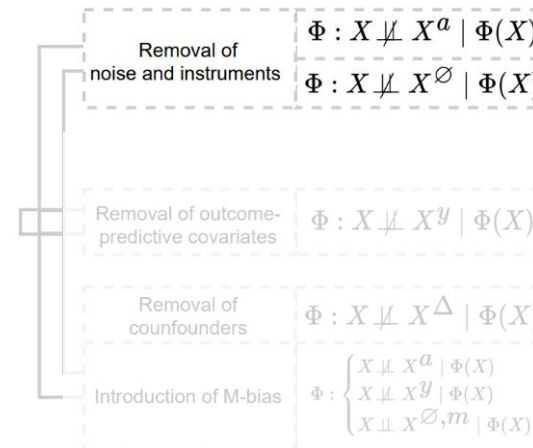 Removal of
noise and instruments
Φ : X ⊥̸⊥ X^a | Φ(X)
Φ : X ⊥̸⊥ X^∅ | Φ(X)
Removal of outcome-
predictive covariates
Φ : X ⊥̸⊥ X^y | Φ(X)
Removal of
counfounders
Φ : X ⊥̸⊥ X^Δ | Φ(X)
Introduction of M-bias
Φ : { X ⊥̸⊥ X^a | Φ(X)
X ⊥̸⊥ X^y | Φ(X)
X ⊥⊥ X^∅,m | Φ(X)